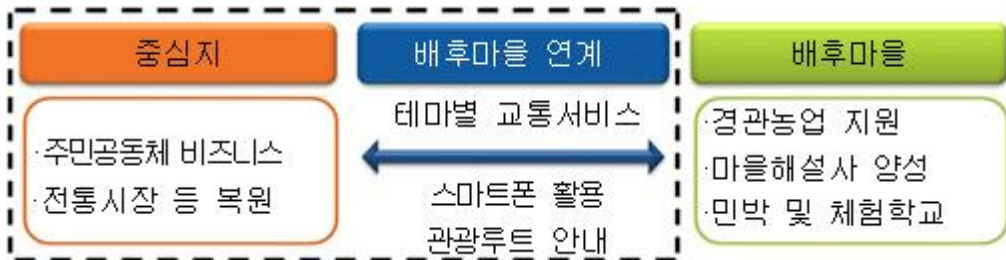 중심지
·주민공동체 비즈니스
·전통시장 등 복원
배후마을 연계
테마별 교통서비스
스마트폰 활용
관광루트 안내
배후마을
·경관농업 지원
·마을해설사 양성
·민박 및 체험학교